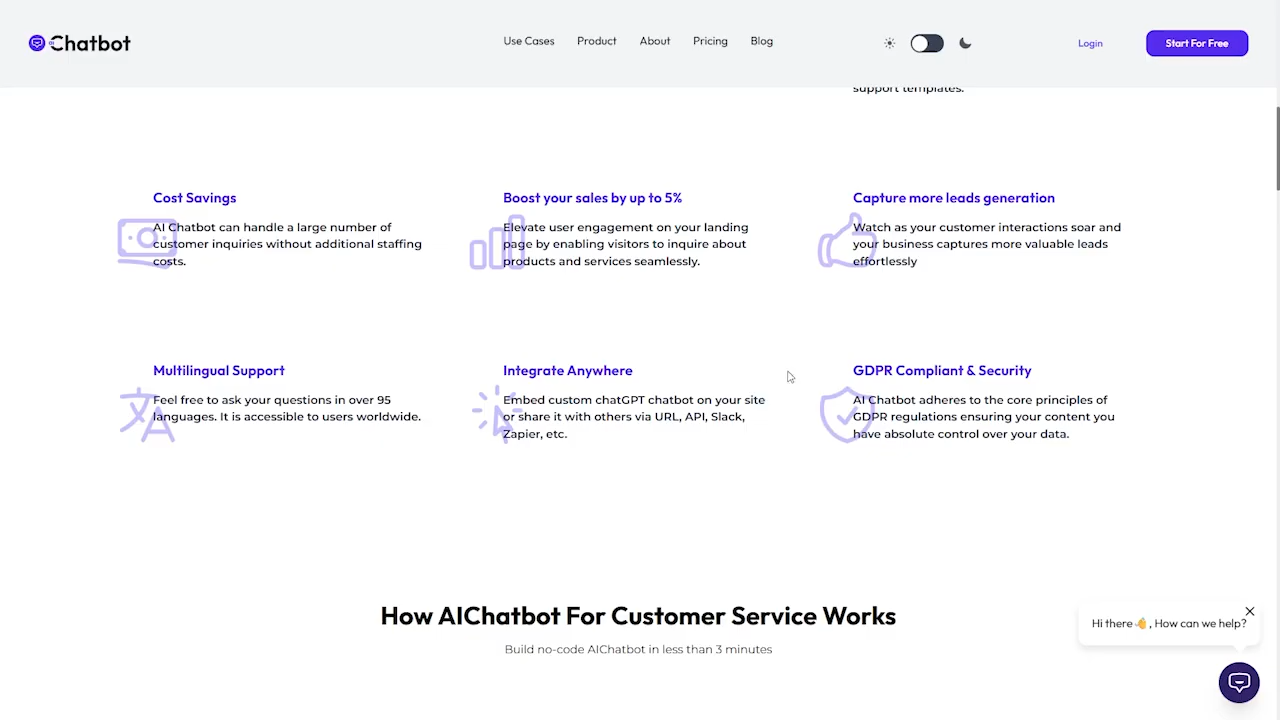 AI Chatbot
Use Cases
Product
About
Pricing
Blog
Login
Start For Free
support templates.
Cost Savings
AI Chatbot can handle a large number of
customer inquiries without additional staffing
costs.
Boost your sales by up to 5%
Elevate user engagement on your landing
page by enabling visitors to inquire about
products and services seamlessly.
Capture more leads generation
Watch as your customer interactions soar and
your business captures more valuable leads
effortlessly
Multilingual Support
Feel free to ask your questions in over 95
languages. It is accessible to users worldwide.
Integrate Anywhere
Embed custom chatGPT chatbot on your site
or share it with others via URL, API, Slack,
Zapier, etc.
GDPR Compliant & Security
AI Chatbot adheres to the core principles of
GDPR regulations ensuring your content you
have absolute control over your data.
How AIChatbot For Customer Service Works
Build no-code AIChatbot in less than 3 minutes
Hi there 👋, How can we help?